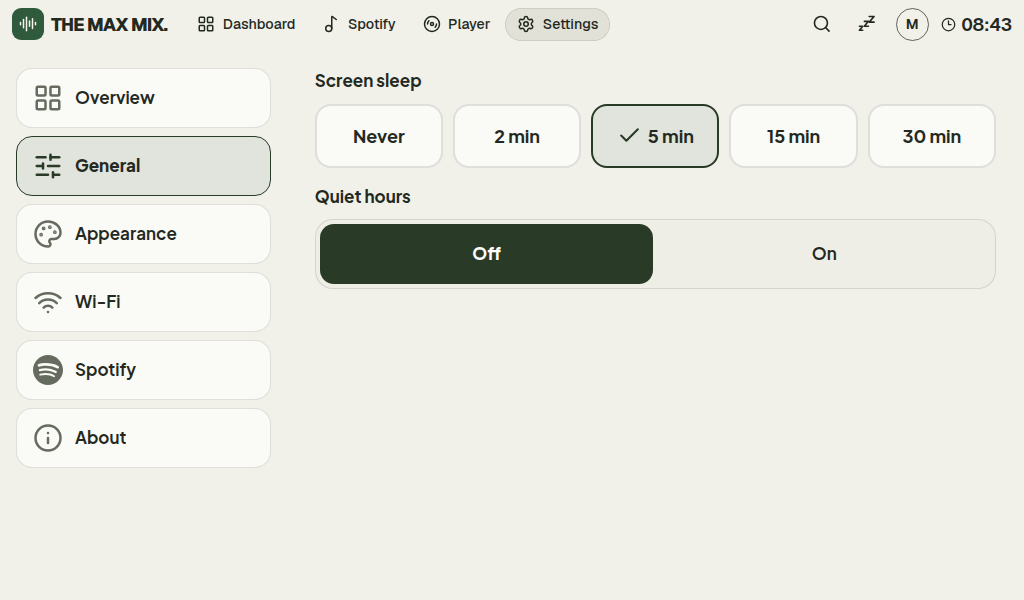 THE MAX MIX.
Dashboard
Spotify
Player
Settings
M
08:43
Overview
General
Appearance
Wi-Fi
Spotify
About
Screen sleep
Never
2 min
5 min
15 min
30 min
Quiet hours
Off
On